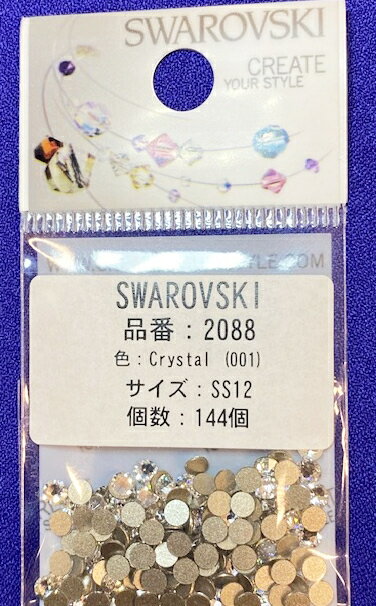 SWAROVSKI
CREATE
YOUR STYLE
SWAROVSKI
品番：2088
色：Crystal (001)
サイズ：SS12
個数：144個